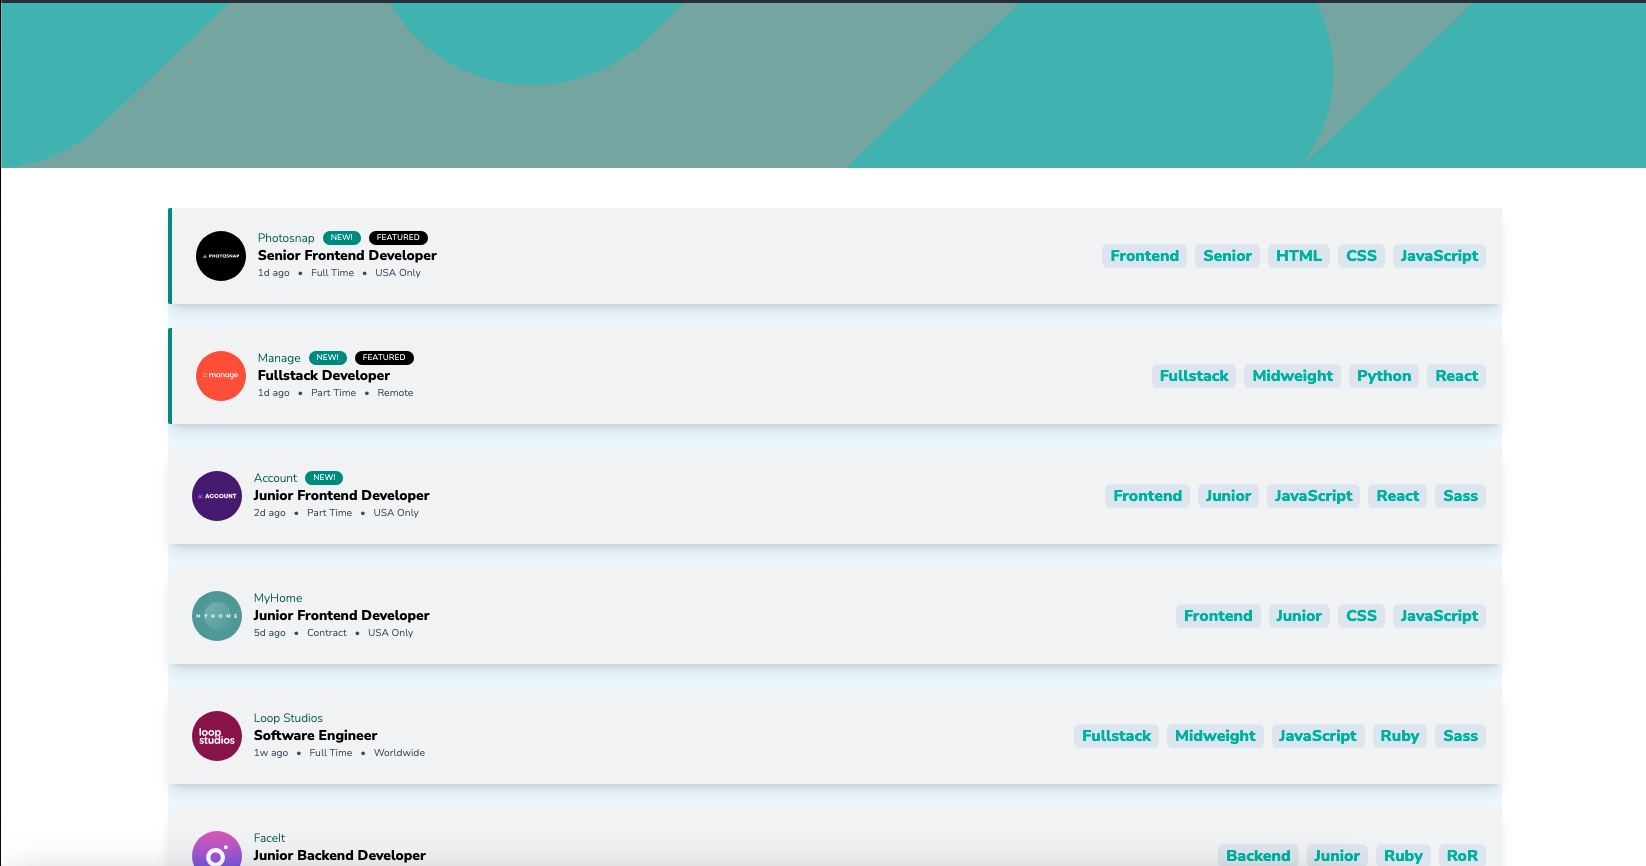 PHOTOSNAP
Photosnap NEW! FEATURED
Senior Frontend Developer
1d ago • Full Time • USA Only
Frontend Senior HTML CSS JavaScript
manage
Manage NEW! FEATURED
Fullstack Developer
1d ago • Part Time • Remote
Fullstack Midweight Python React
ACCOUNT
Account NEW!
Junior Frontend Developer
2d ago • Part Time • USA Only
Frontend Junior JavaScript React Sass
MYHOME
MyHome
Junior Frontend Developer
5d ago • Contract • USA Only
Frontend Junior CSS JavaScript
loop
studios
Loop Studios
Software Engineer
1w ago • Full Time • Worldwide
Fullstack Midweight JavaScript Ruby Sass
FaceIt
Junior Backend Developer
Backend Junior Ruby RoR